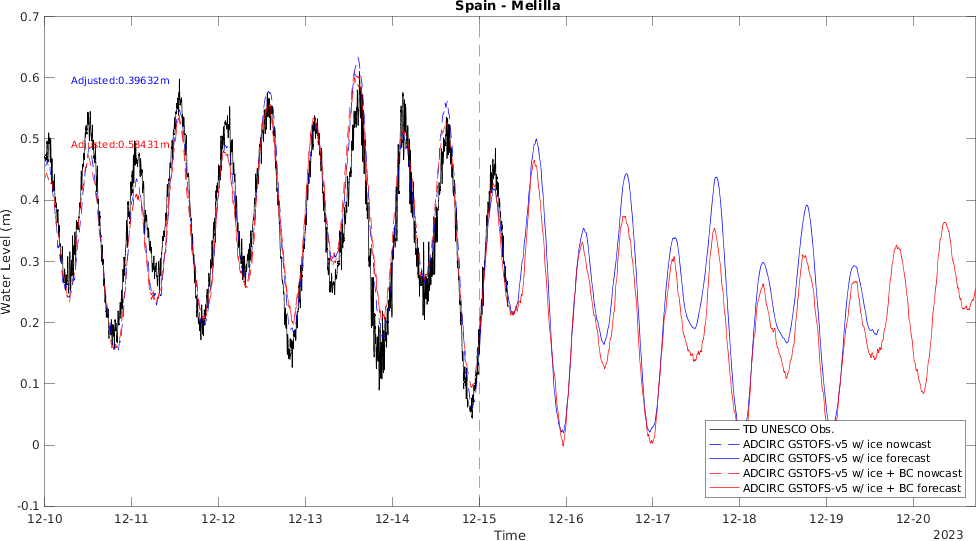 Spain - Melilla
0.7
0.6
0.5
0.4
0.3
0.2
0.1
0
-0.1
Water Level (m)
Adjusted:0.39632m
Adjusted:0.53431m
TD UNESCO Obs.
ADCIRC GSTOFS-v5 w/ ice nowcast
ADCIRC GSTOFS-v5 w/ ice forecast
ADCIRC GSTOFS-v5 w/ ice + BC nowcast
ADCIRC GSTOFS-v5 w/ ice + BC forecast
12-10 12-11 12-12 12-13 12-14 12-15 12-16 12-17 12-18 12-19 12-20
Time
2023